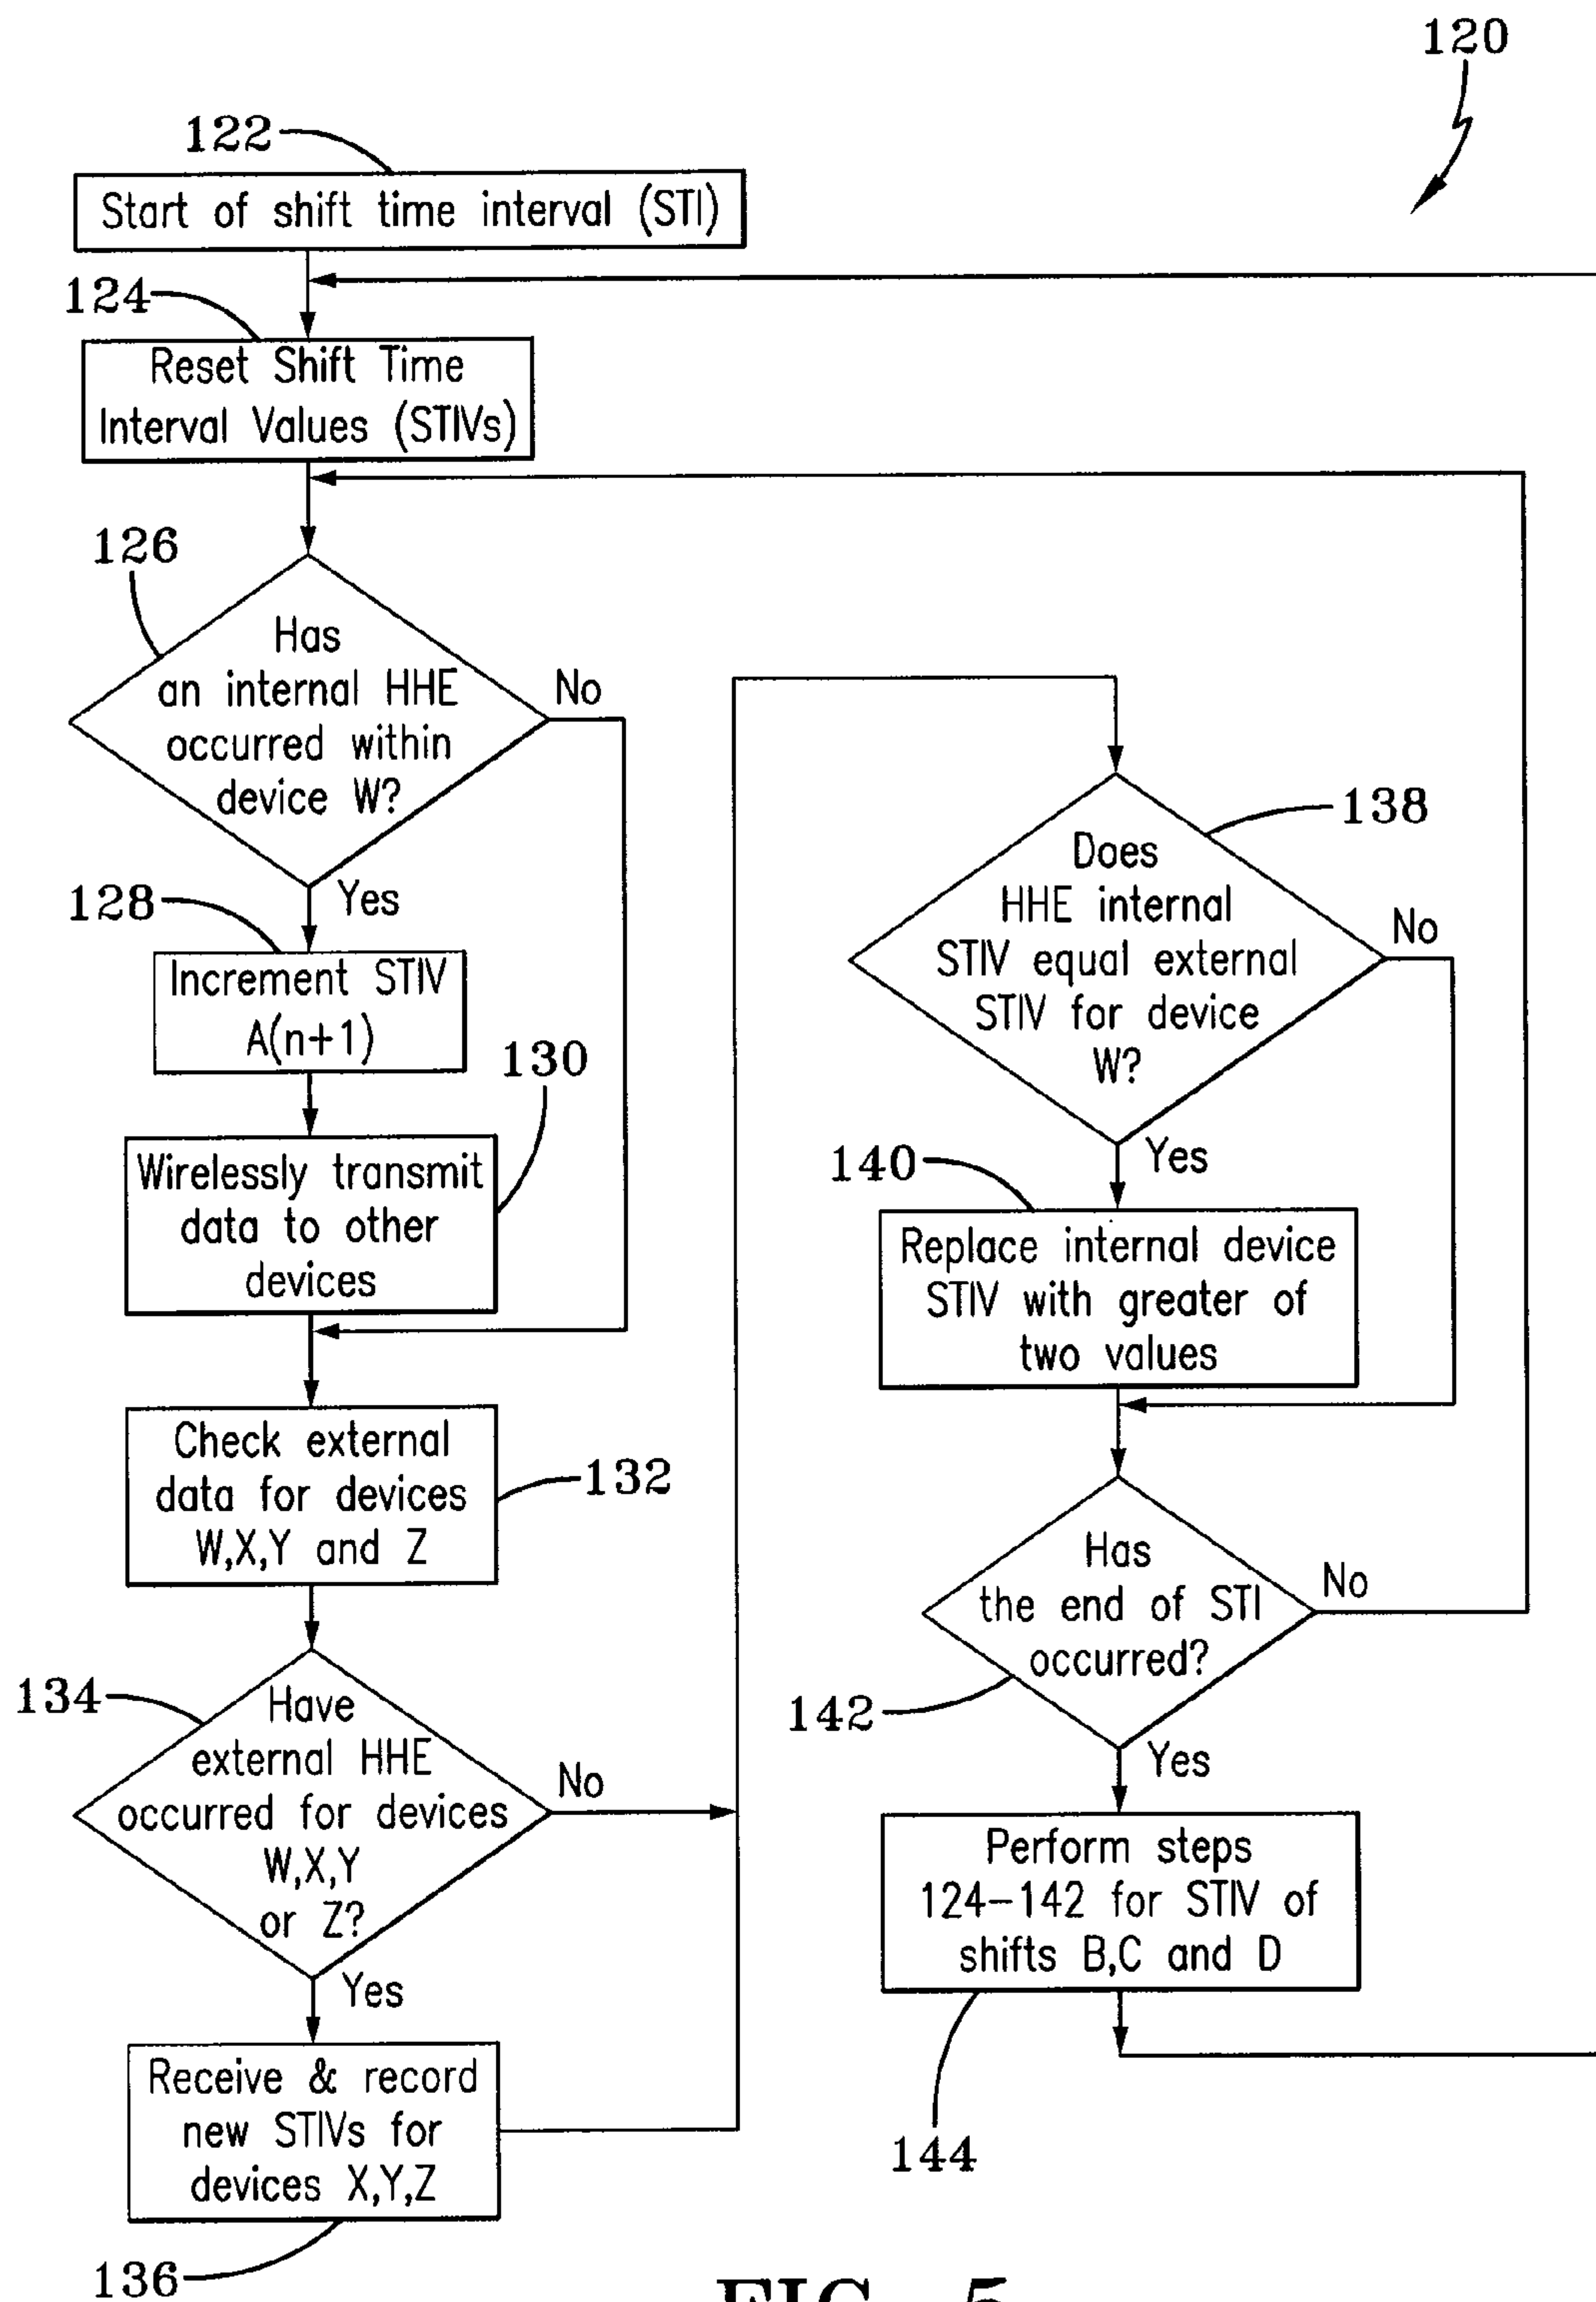 120
122
Start of shift time interval (STI)
124
Reset Shift Time
Interval Values (STIVs)
126
Has
an internal HHE
occurred within
device W?
No
Yes
128
Increment STIV
A(n+1)
130
Wirelessly transmit
data to other
devices
Check external
data for devices
W,X,Y and Z
132
134
Have
external HHE
occurred for devices
W,X,Y
or Z?
No
Yes
Receive & record
new STIVs for
devices X,Y,Z
136
138
Does
HHE internal
STIV equal external
STIV for device
W?
No
Yes
140
Replace internal device
STIV with greater of
two values
Has
the end of STI
occurred?
No
142
Yes
Perform steps
124-142 for STIV of
shifts B,C and D
144
FIG. 5